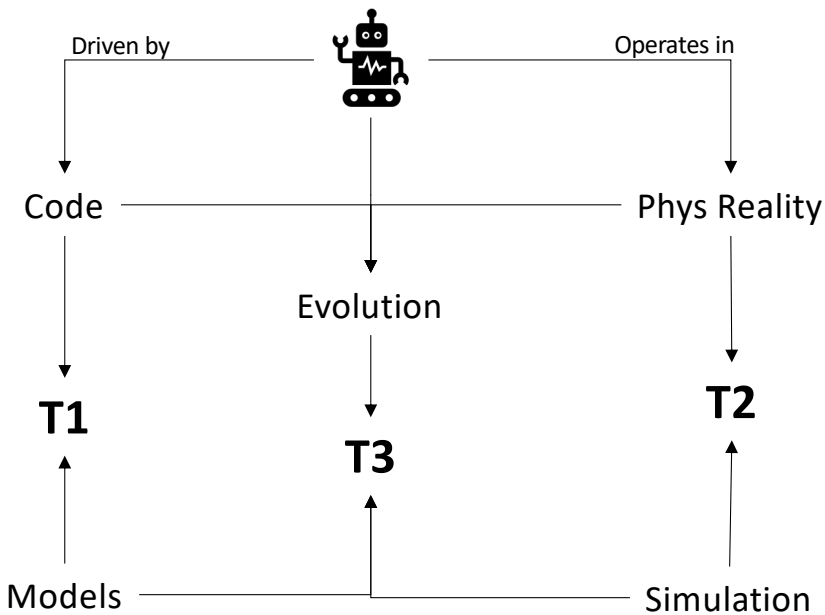 Driven by
Operates in
Code
Phys Reality
Evolution
T1
T2
T3
Models
Simulation